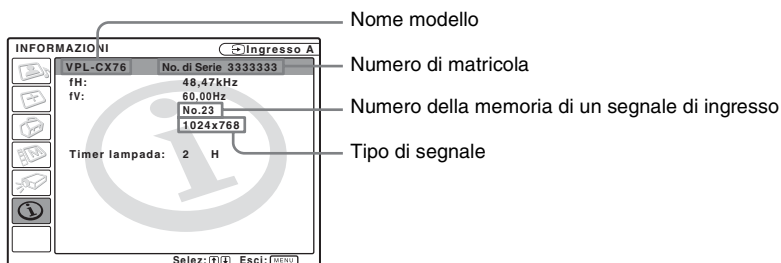 Nome modello
INFORMAZIONI Ingresso A
VPL-CX76 No. di Serie 3333333
Numero di matricola
fH: 48,47kHz
fV: 60,00Hz
No.23
Numero della memoria di un segnale di ingresso
1024x768
Tipo di segnale
Timer lampada: 2 H
Selez: Esci: MENU